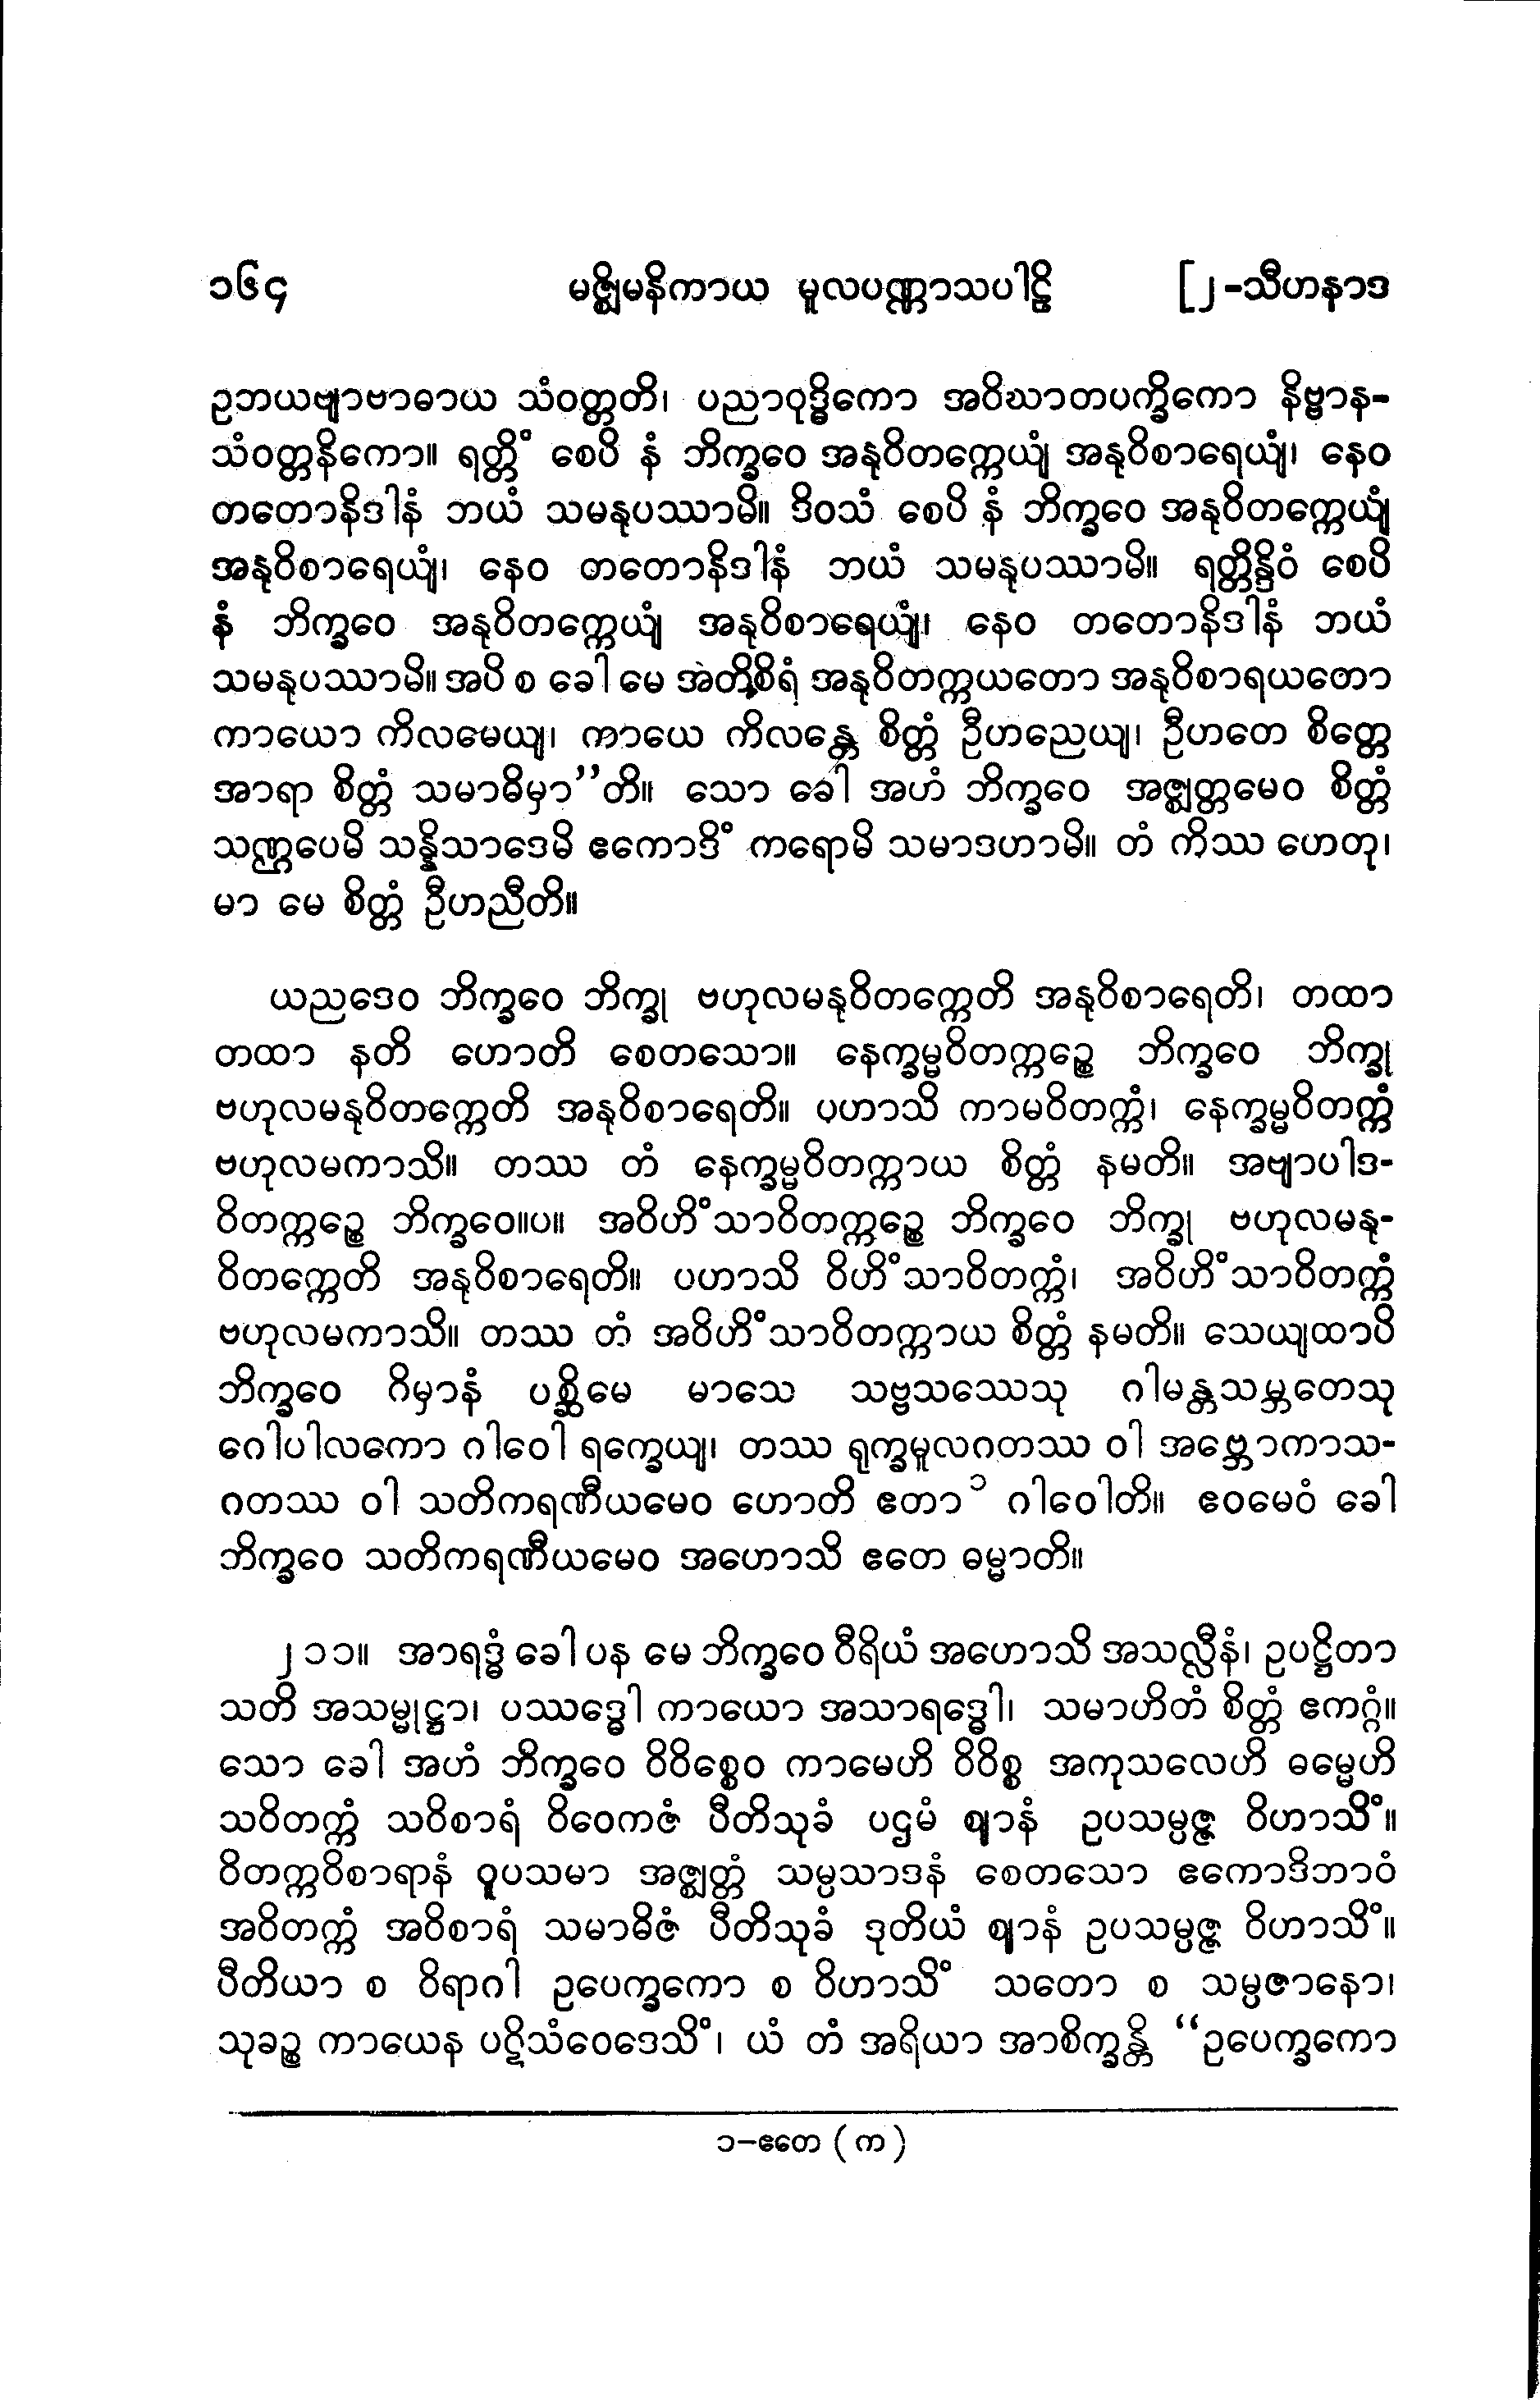 ၁၆၄ မဇ္ဈိမနိကာယ မူလပဏ္ဏာသပါဠိ [၂-သီဟနာဒ
ဥဘယဗျာဗာဓာယ သံဝတ္တတိ၊ ပညာဝုဒ္ဓိကော အဝိဃာတပက္ခိကော နိဗ္ဗာန-
သံဝတ္တနိကော။ ရတ္တိံ စေပိ နံ ဘိက္ခဝေ အနုဝိတက္ကေယျံ အနုဝိစာရေယျံ၊ နေဝ
တတောနိဒါနံ ဘယံ သမနုပဿာမိ။ ဒိဝသံ စေပိ နံ ဘိက္ခဝေ အနုဝိတက္ကေယျံ
အနုဝိစာရေယျံ၊ နေဝ တတောနိဒါနံ ဘယံ သမနုပဿာမိ။ ရတ္တိန္ဒိဝံ စေပိ
နံ ဘိက္ခဝေ အနုဝိတက္ကေယျံ အနုဝိစာရေယျံ၊ နေဝ တတောနိဒါနံ ဘယံ
သမနုပဿာမိ။ အပိ စ ခေါ မေ အတိစိရံ အနုဝိတက္ကယတော အနုဝိစာရယတော
ကာယော ကိလမေယျ၊ ကာယေ ကိလန္တေ စိတ္တံ ဦဟညေယျ၊ ဦဟတေ စိတ္တေ
အာရာ စိတ္တံ သမာဓိမှာ”တိ။ သော ခေါ အဟံ ဘိက္ခဝေ အဇ္ဈတ္တမေဝ စိတ္တံ
သဏ္ဌပေမိ သန္နိသာဒေမိ ဧကောဒိံ ကရောမိ သမာဒဟာမိ။ တံ ကိဿ ဟေတု၊
မာ မေ စိတ္တံ ဦဟညီတိ။
ယညဒေဝ ဘိက္ခဝေ ဘိက္ခု ဗဟုလမနုဝိတက္ကေတိ အနုဝိစာရေတိ၊ တထာ
တထာ နတိ ဟောတိ စေတသော။ နေက္ခမ္မဝိတက္ကဉ္စေ ဘိက္ခဝေ ဘိက္ခု
ဗဟုလမနုဝိတက္ကေတိ အနုဝိစာရေတိ။ ပဟာသိ ကာမဝိတက္ကံ၊ နေက္ခမ္မဝိတက္ကံ
ဗဟုလမကာသိ။ တဿ တံ နေက္ခမ္မဝိတက္ကာယ စိတ္တံ နမတိ။ အဗျာပါဒ-
ဝိတက္ကဉ္စေ ဘိက္ခဝေ။ပ။ အဝိဟိံသာဝိတက္ကဉ္စေ ဘိက္ခဝေ ဘိက္ခု ဗဟုလမနု-
ဝိတက္ကေတိ အနုဝိစာရေတိ။ ပဟာသိ ဝိဟိံသာဝိတက္ကံ၊ အဝိဟိံသာဝိတက္ကံ
ဗဟုလမကာသိ။ တဿ တံ အဝိဟိံသာဝိတက္ကာယ စိတ္တံ နမတိ။ သေယျထာပိ
ဘိက္ခဝေ ဂိမှာနံ ပစ္ဆိမေ မာသေ သဗ္ဗသဿေသု ဂါမန္တသမ္ဘတေသု
ဂေါပါလကော ဂါဝေါ ရက္ခေယျ၊ တဿ ရုက္ခမူလဂတဿ ဝါ အဗ္ဘောကာသ-
ဂတဿ ဝါ သတိကရဏီယမေဝ ဟောတိ ဧတာ ၁ ဂါဝေါတိ။ ဧဝမေဝံ ခေါ
ဘိက္ခဝေ သတိကရဏီယမေဝ အဟောသိ ဧတေ ဓမ္မာတိ။
၂၁၁။ အာရဒ္ဓံ ခေါ ပန မေ ဘိက္ခဝေ ဝီရိယံ အဟောသိ အသလ္လီနံ၊ ဥပဋ္ဌိတာ
သတိ အသမ္မုဋ္ဌာ၊ ပဿဒ္ဓေါ ကာယော အသာရဒ္ဓေါ၊ သမာဟိတံ စိတ္တံ ဧကဂ္ဂံ။
သော ခေါ အဟံ ဘိက္ခဝေ ဝိဝိစ္စေဝ ကာမေဟိ ဝိဝိစ္စ အကုသလေဟိ ဓမ္မေဟိ
သဝိတက္ကံ သဝိစာရံ ဝိဝေကဇံ ပီတိသုခံ ပဌမံ ဈာနံ ဥပသမ္ပဇ္ဇ ဝိဟာသိံ။
ဝိတက္ကဝိစာရာနံ ဝူပသမာ အဇ္ဈတ္တံ သမ္ပသာဒနံ စေတသော ဧကောဒိဘာဝံ
အဝိတက္ကံ အဝိစာရံ သမာဓိဇံ ပီတိသုခံ ဒုတိယံ ဈာနံ ဥပသမ္ပဇ္ဇ ဝိဟာသိံ။
ပီတိယာ စ ဝိရာဂါ ဥပေက္ခကော စ ဝိဟာသိံ သတော စ သမ္ပဇာနော၊
သုခဉ္စ ကာယေန ပဋိသံဝေဒေသိံ၊ ယံ တံ အရိယာ အာစိက္ခန္တိ “ဥပေက္ခကော
၁-ဧတေ (က)